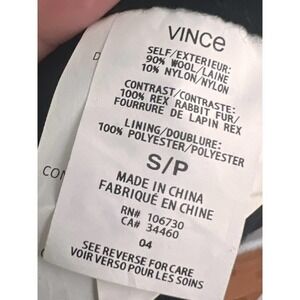 VINCE
SELF/EXTERIEUR:
90% WOOL/LAINE
10% NYLON/NYLON
CONTRAST/CONTRASTE:
100% REX RABBIT FUR/
FOURRURE DE LAPIN REX
LINING/DOUBLURE:
100% POLYESTER/POLYESTER
S/P
MADE IN CHINA
FABRIQUÉ EN CHINE
RN# 106730
CA# 34460
04
SEE REVERSE FOR CARE
VOIR VERSO POUR LES SOINS